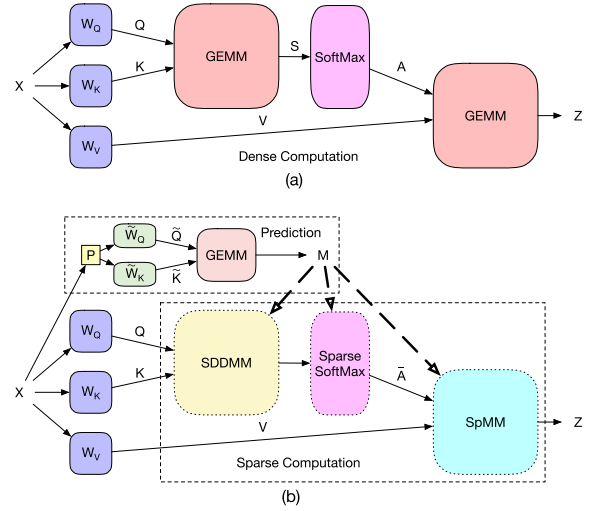 W_Q
Q
GEMM
S
SoftMax
X
W_K
K
A
GEMM
Z
W_V
V
Dense Computation
(a)
Prediction
P
W̃_Q
Q̃
GEMM
M
W̃_K
K̃
W_Q
Q
SDDMM
Sparse
SoftMax
X
W_K
K
Ā
SpMM
Z
W_V
V
Sparse Computation
(b)